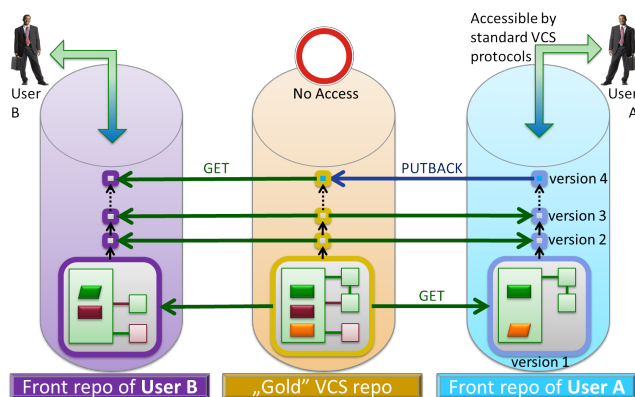 Accessible by
standard VCS
protocols
User
B
No Access
User
A
GET
PUTBACK
version 4
version 3
version 2
GET
version 1
Front repo of User B
„Gold" VCS repo
Front repo of User A